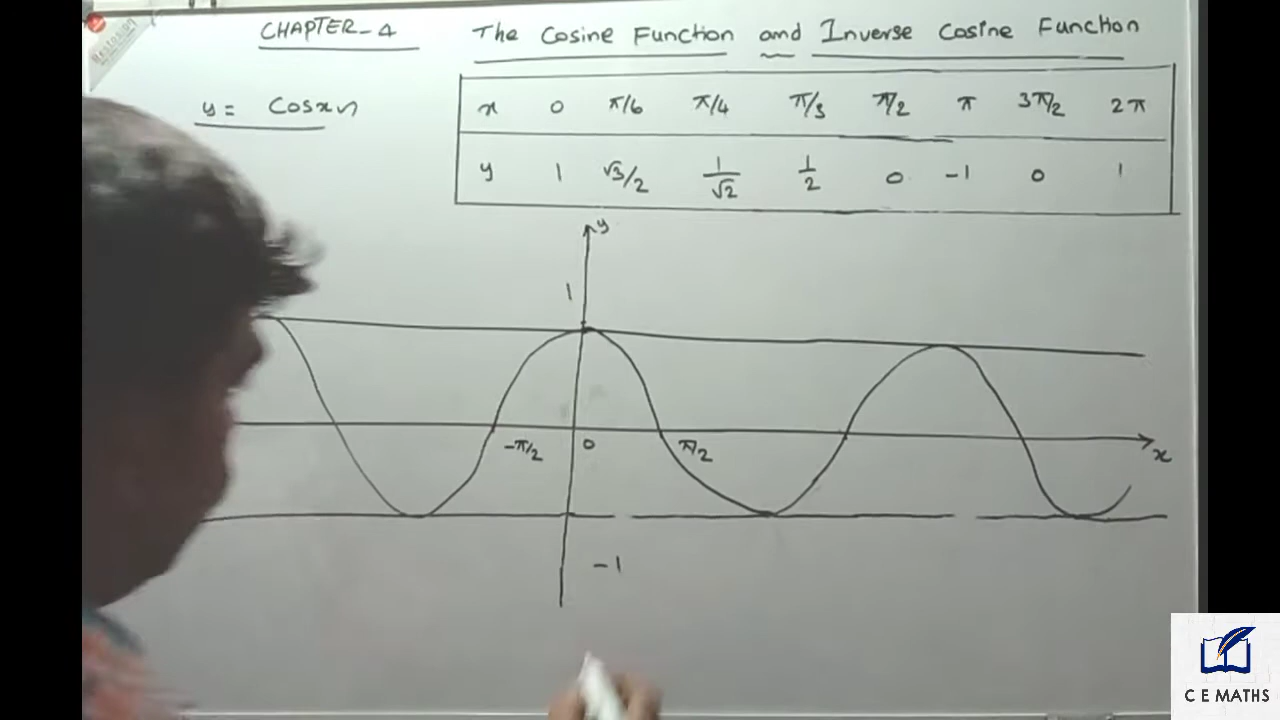 CHAPTER-4 The Cosine Function and Inverse Cosine Function
y = Cosx
x 0 π/6 π/4 π/3 π/2 π 3π/2 2π
y 1 √3/2 1/√2 1/2 0 -1 0 1
y
1
-π/2 0 π/2 x
-1
C E MATHS